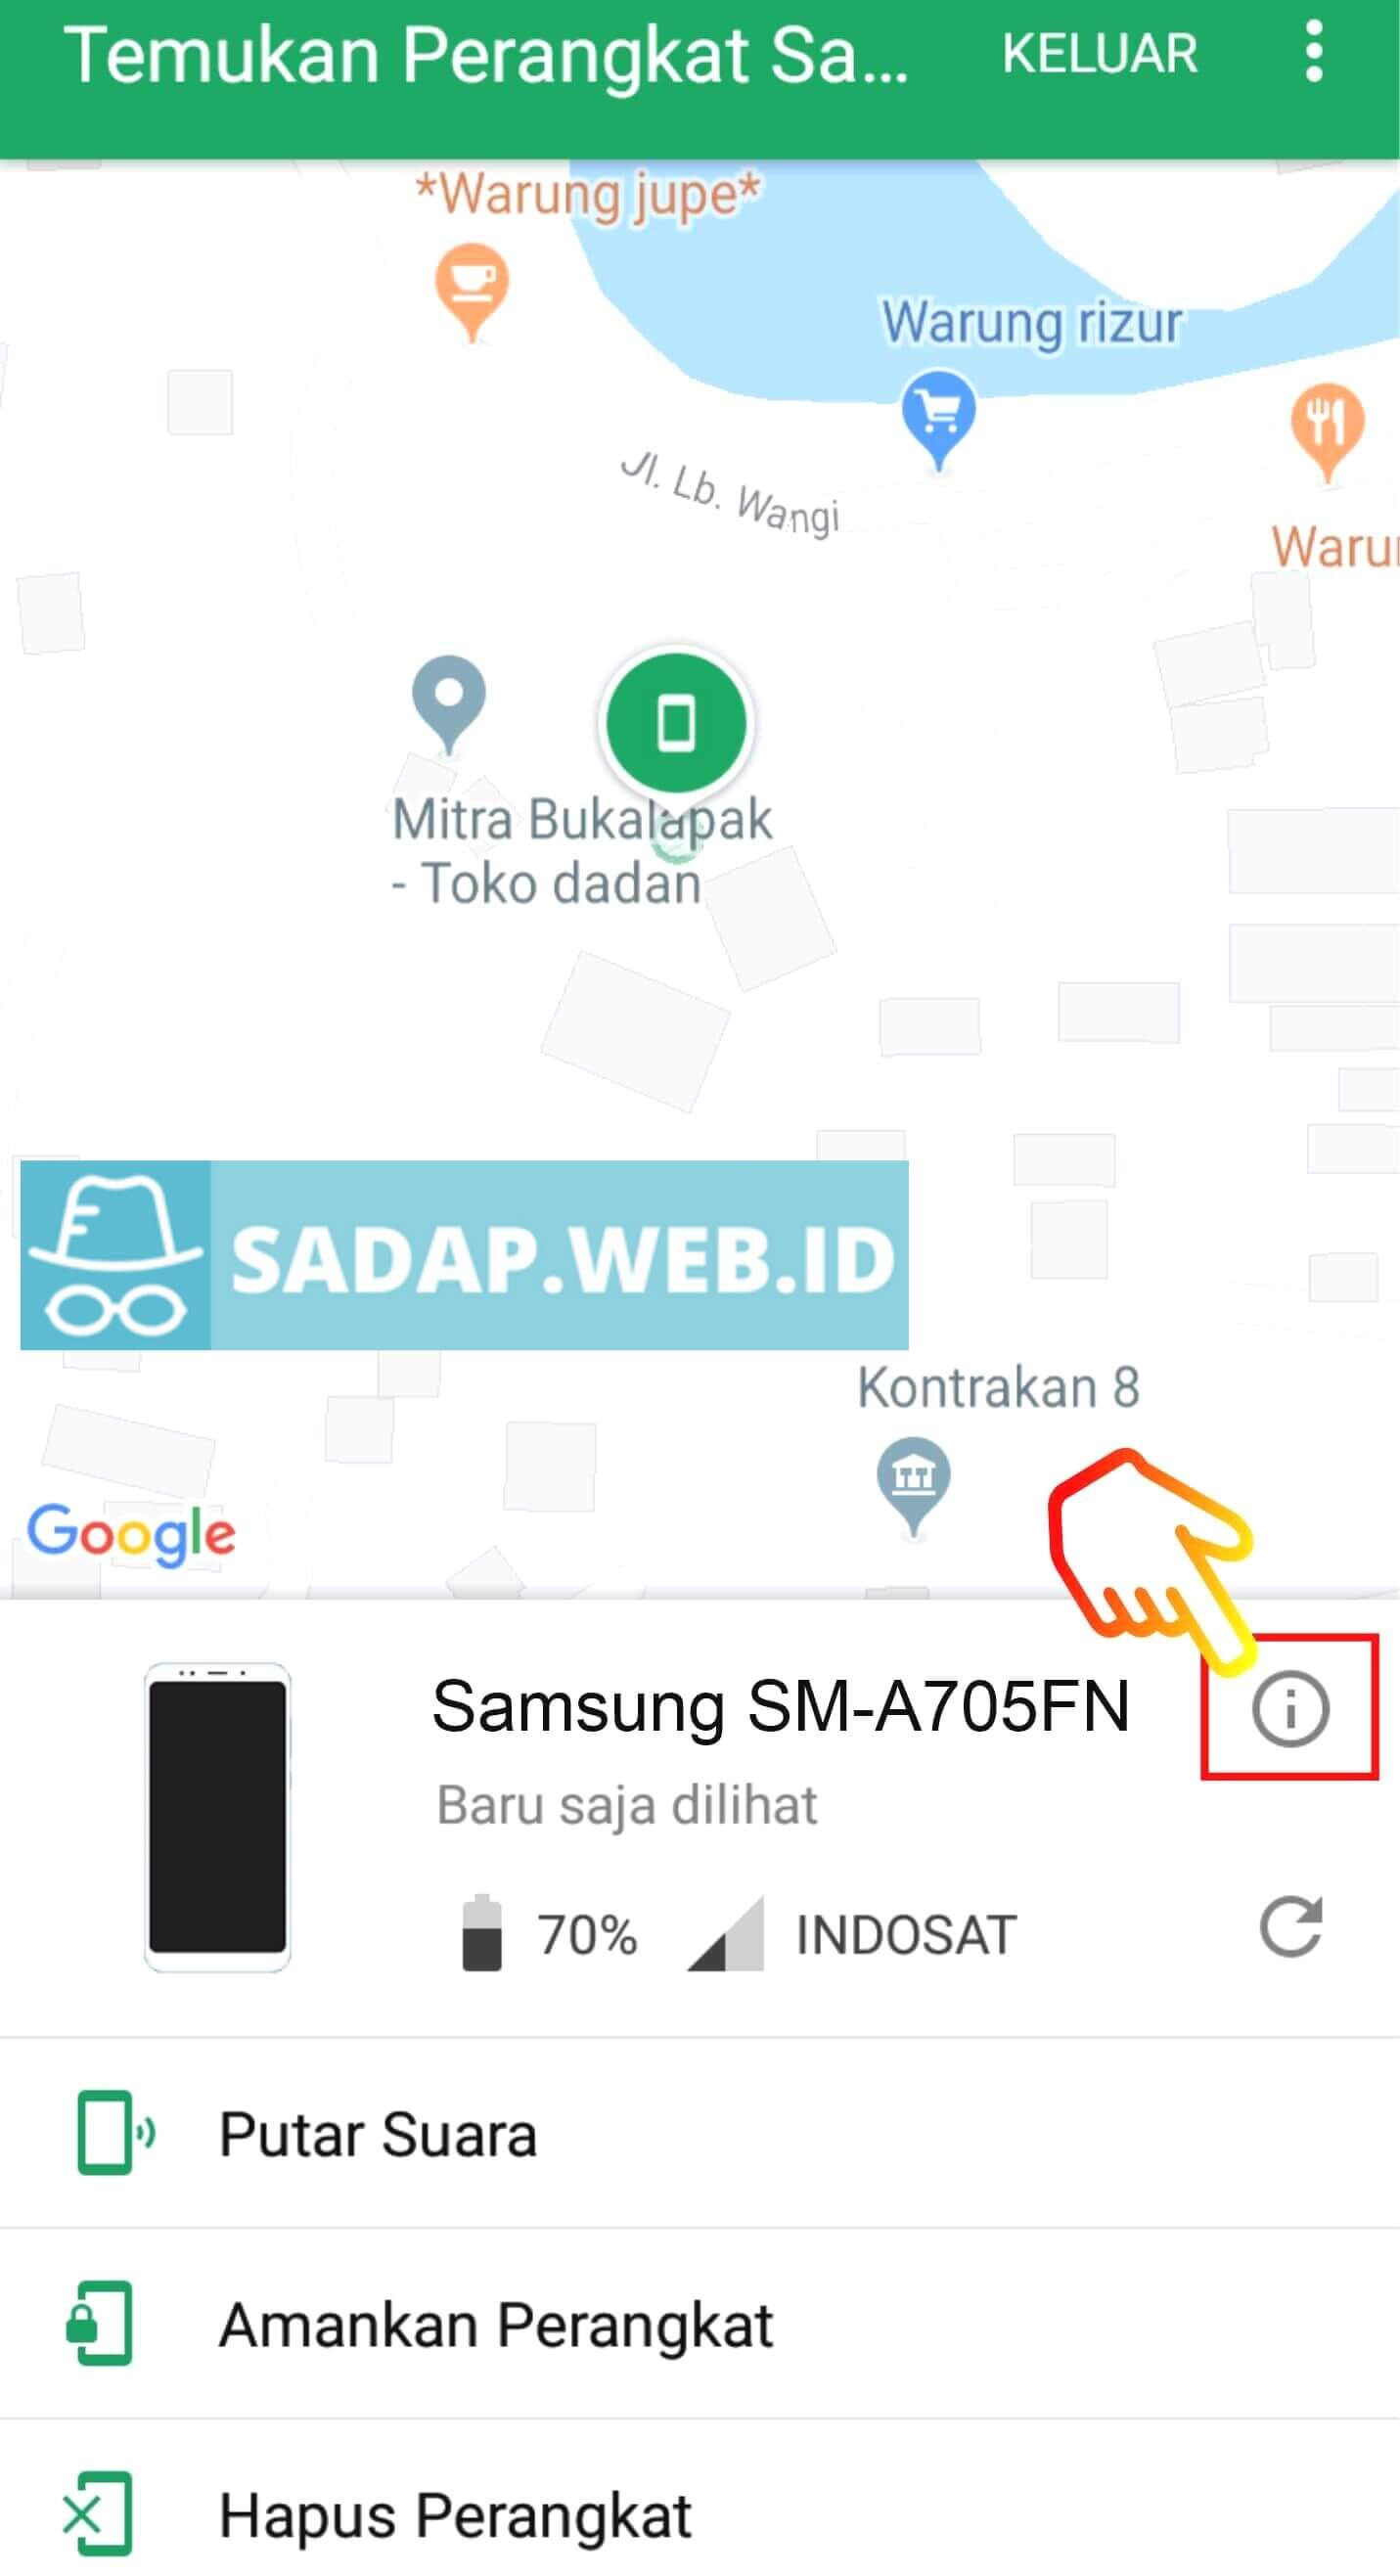 Temukan Perangkat Sa...
KELUAR
*Warung jupe*
Warung rizur
Jl. Lb. Wangi
Mitra Bukalapak
- Toko dadan
SADAP.WEB.ID
Kontrakan 8
Google
Samsung SM-A705FN
Baru saja dilihat
70%
INDOSAT
Putar Suara
Amankan Perangkat
Hapus Perangkat